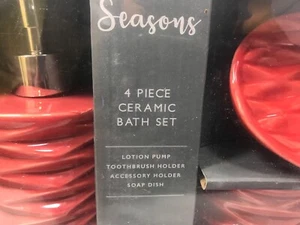 Seasons
4 PIECE
CERAMIC
BATH SET
LOTION PUMP
TOOTHBRUSH HOLDER
ACCESSORY HOLDER
SOAP DISH